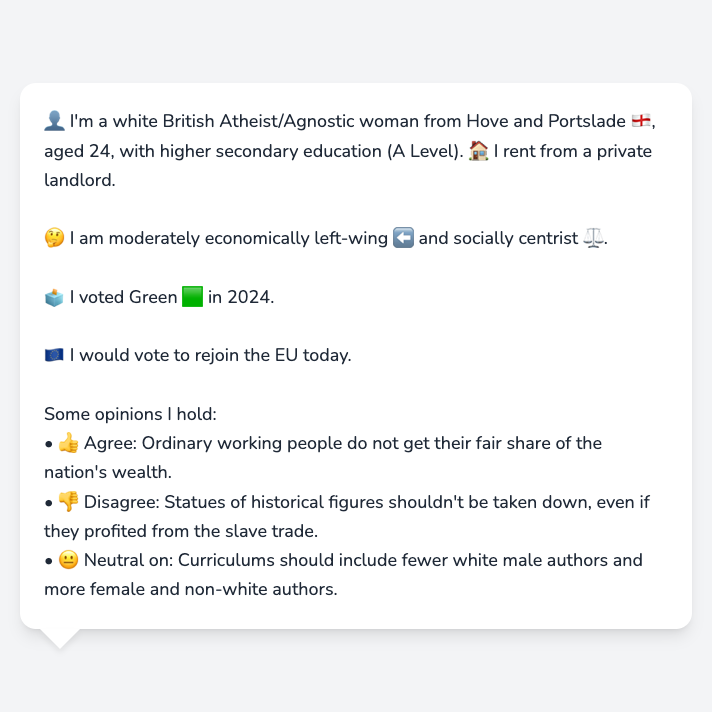 👤 I'm a white British Atheist/Agnostic woman from Hove and Portslade 🏴󠁧󠁢󠁥󠁮󠁧󠁿,
aged 24, with higher secondary education (A Level). 🏠 I rent from a private
landlord.
🤔 I am moderately economically left-wing ⬅️ and socially centrist ⚖️.
🗳️ I voted Green 🟩 in 2024.
🇪🇺 I would vote to rejoin the EU today.
Some opinions I hold:
• 👍 Agree: Ordinary working people do not get their fair share of the
nation's wealth.
• 👎 Disagree: Statues of historical figures shouldn't be taken down, even if
they profited from the slave trade.
• 😐 Neutral on: Curriculums should include fewer white male authors and
more female and non-white authors.